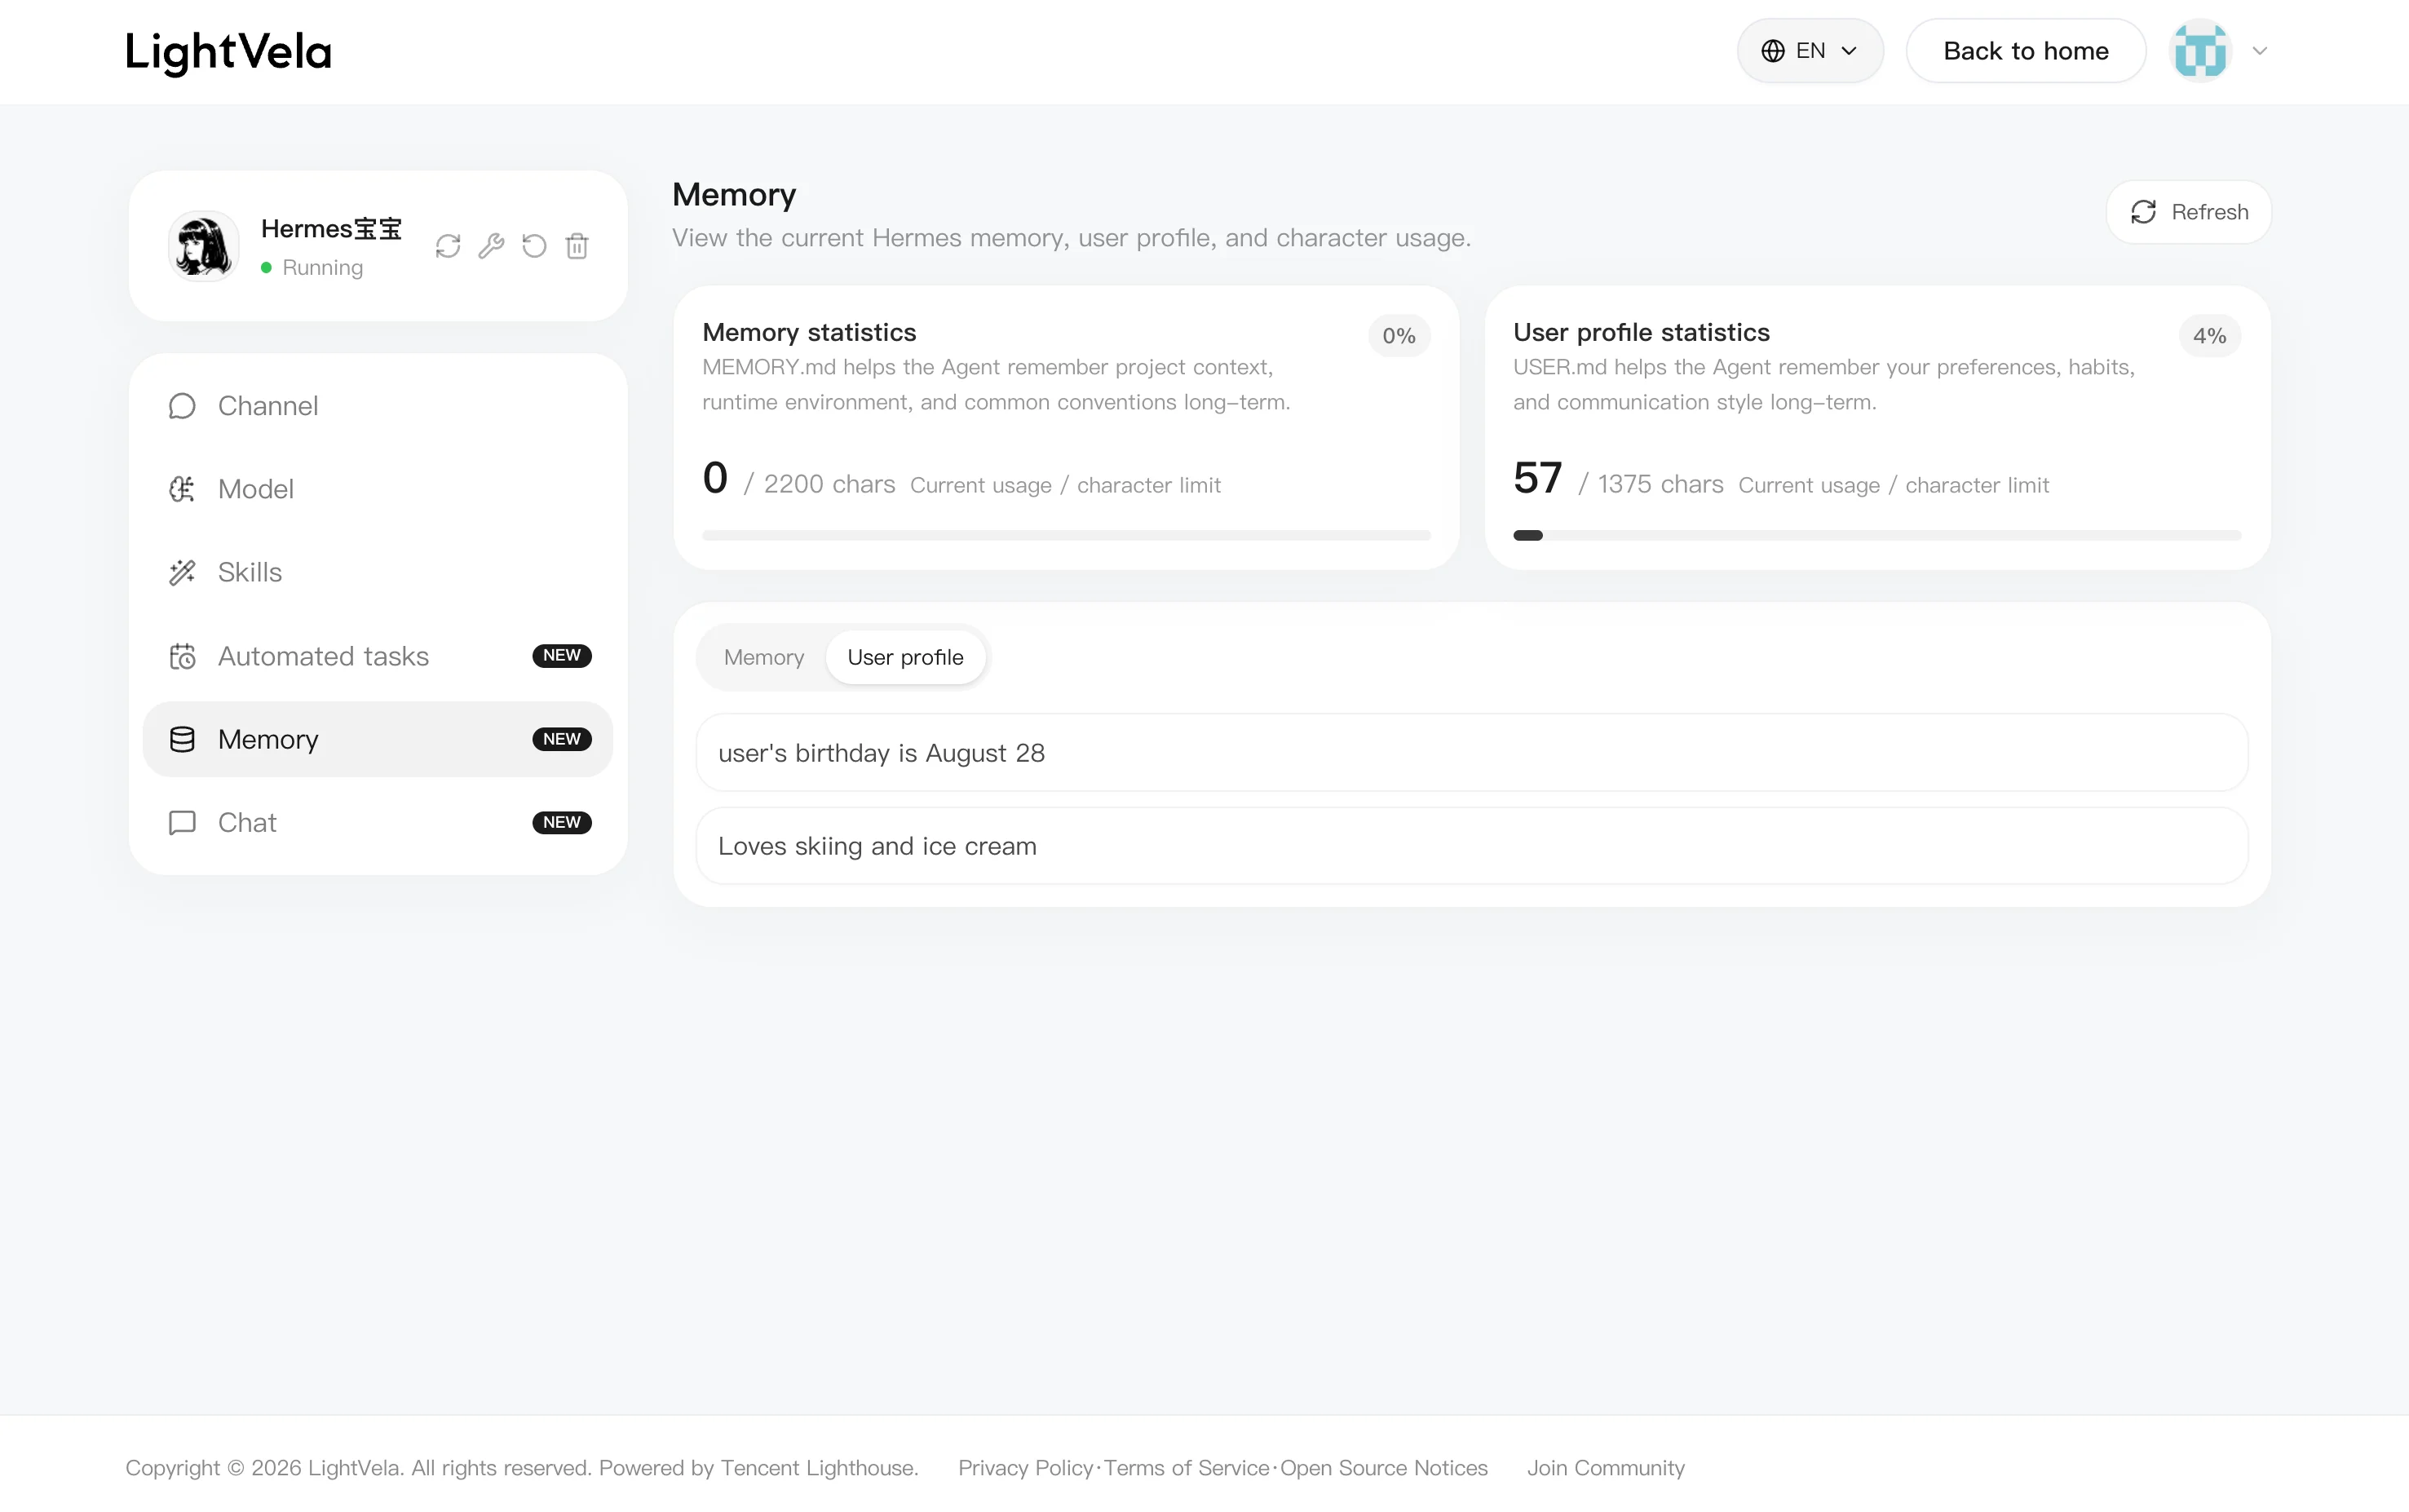 LightVela
EN
Back to home
Hermes宝宝
Running
Channel
Model
Skills
Automated tasks NEW
Memory NEW
Chat NEW
Memory
View the current Hermes memory, user profile, and character usage.
Refresh
Memory statistics
0%
MEMORY.md helps the Agent remember project context,
runtime environment, and common conventions long-term.
0 / 2200 chars Current usage / character limit
User profile statistics
4%
USER.md helps the Agent remember your preferences, habits,
and communication style long-term.
57 / 1375 chars Current usage / character limit
Memory User profile
user's birthday is August 28
Loves skiing and ice cream
Copyright © 2026 LightVela. All rights reserved. Powered by Tencent Lighthouse. Privacy Policy·Terms of Service·Open Source Notices Join Community